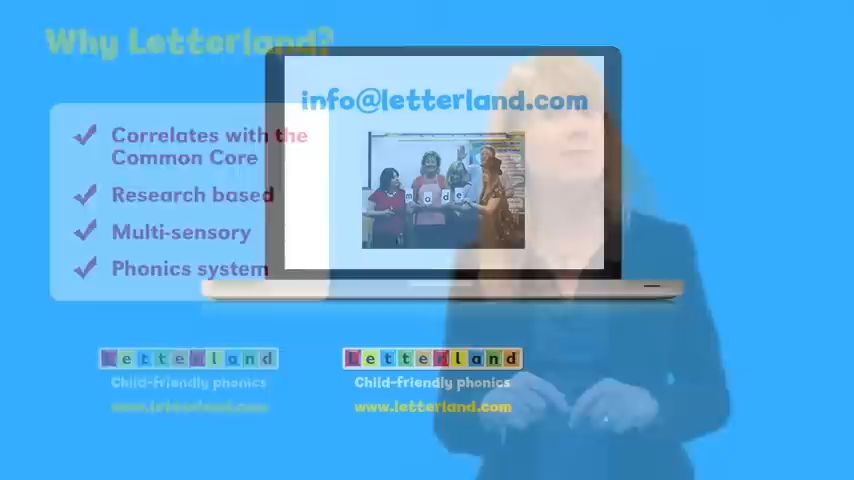 Why Letterland?
info@letterland.com
Correlates with the
Common Core
Research based
Multi-sensory
Phonics system
made
Letterland
Child-friendly phonics
www.letterland.com
Letterland
Child-friendly phonics
www.letterland.com